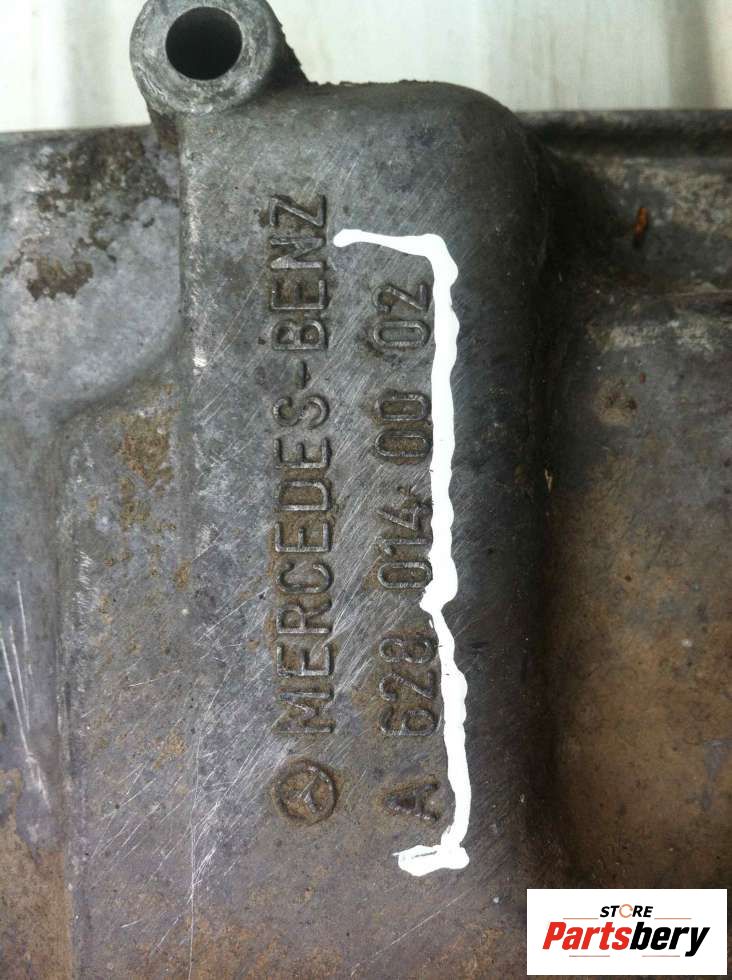 MERCEDES-BENZ
A 628 014 00 02
STORE
Partsbery